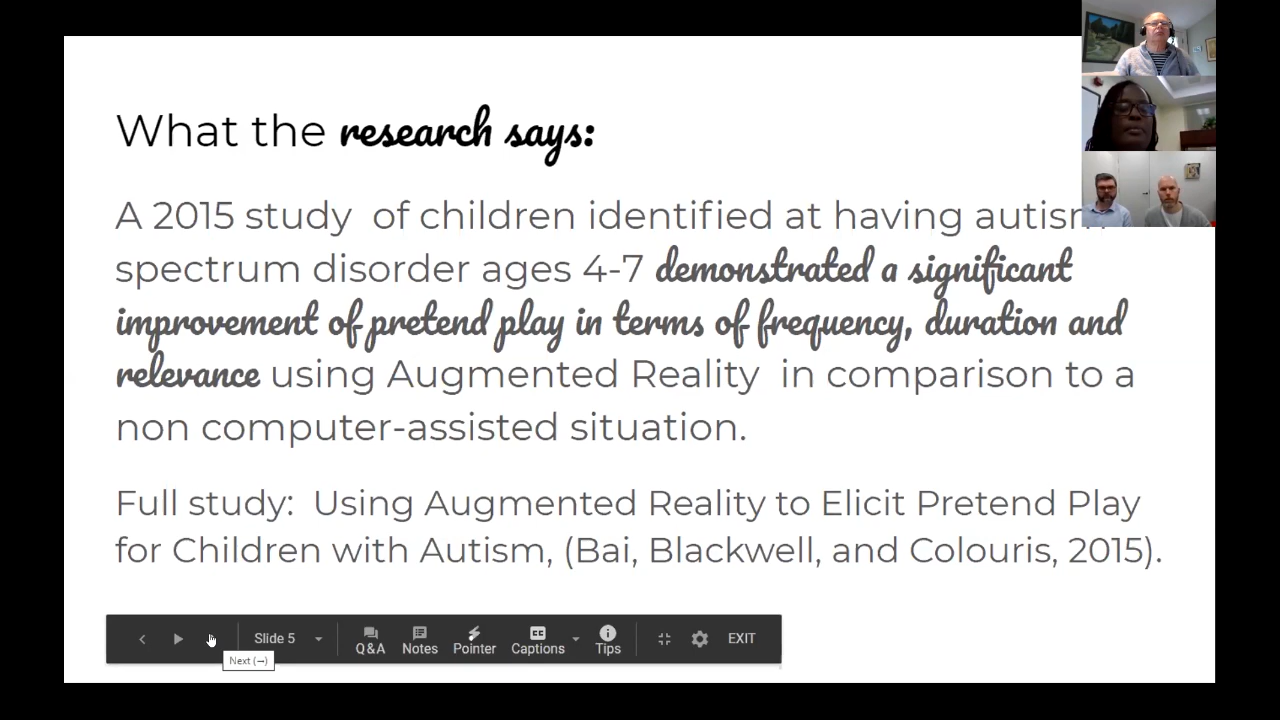 What the research says:
A 2015 study of children identified at having autism
spectrum disorder ages 4-7 demonstrated a significant
improvement of pretend play in terms of frequency, duration and
relevance using Augmented Reality in comparison to a
non computer-assisted situation.
Full study: Using Augmented Reality to Elicit Pretend Play
for Children with Autism, (Bai, Blackwell, and Colouris, 2015).
Slide 5
Q&A Notes Pointer Captions Tips EXIT
Next (→)